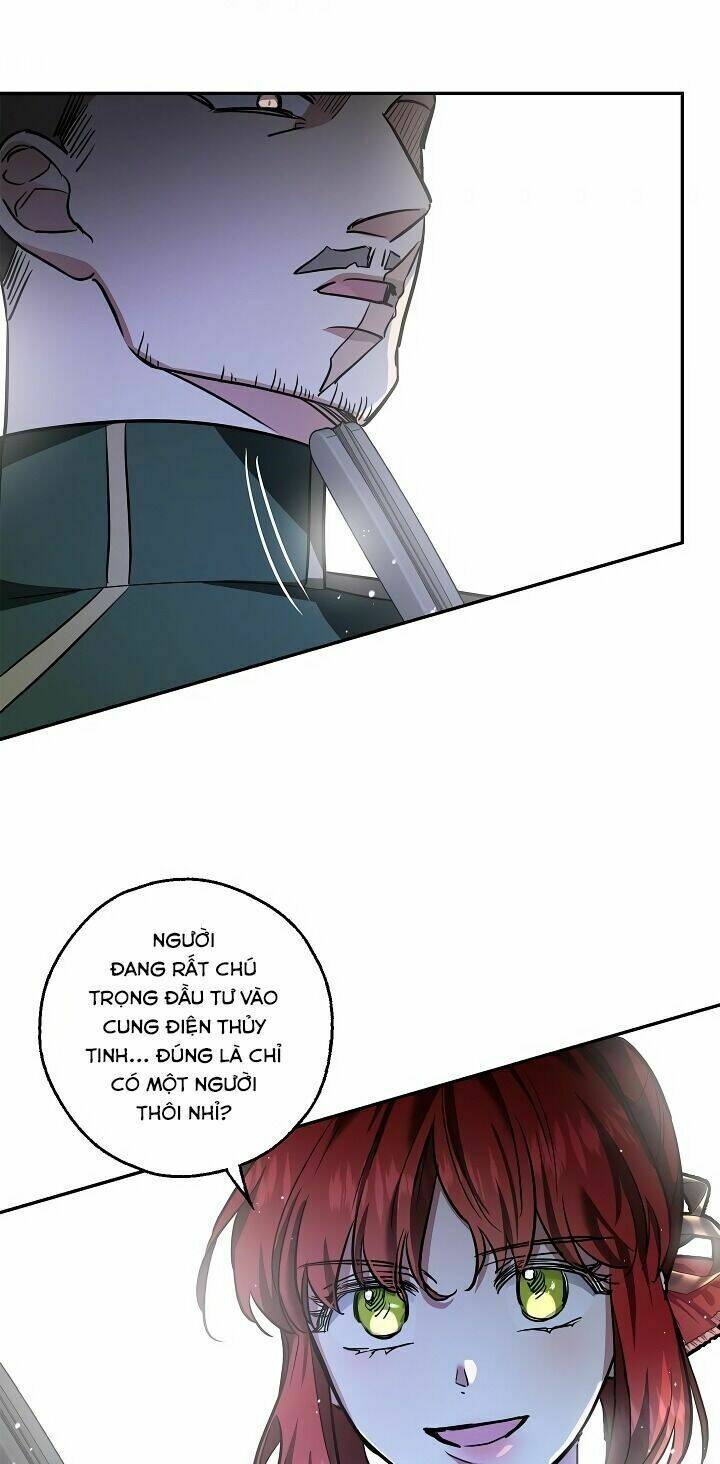 NGƯỜI
ĐANG RẤT CHÚ
TRỌNG ĐẦU TƯ VÀO
CUNG ĐIỆN THỦY
TINH... ĐÚNG LÀ CHỈ
CÓ MỘT NGƯỜI
THÔI NHỈ?